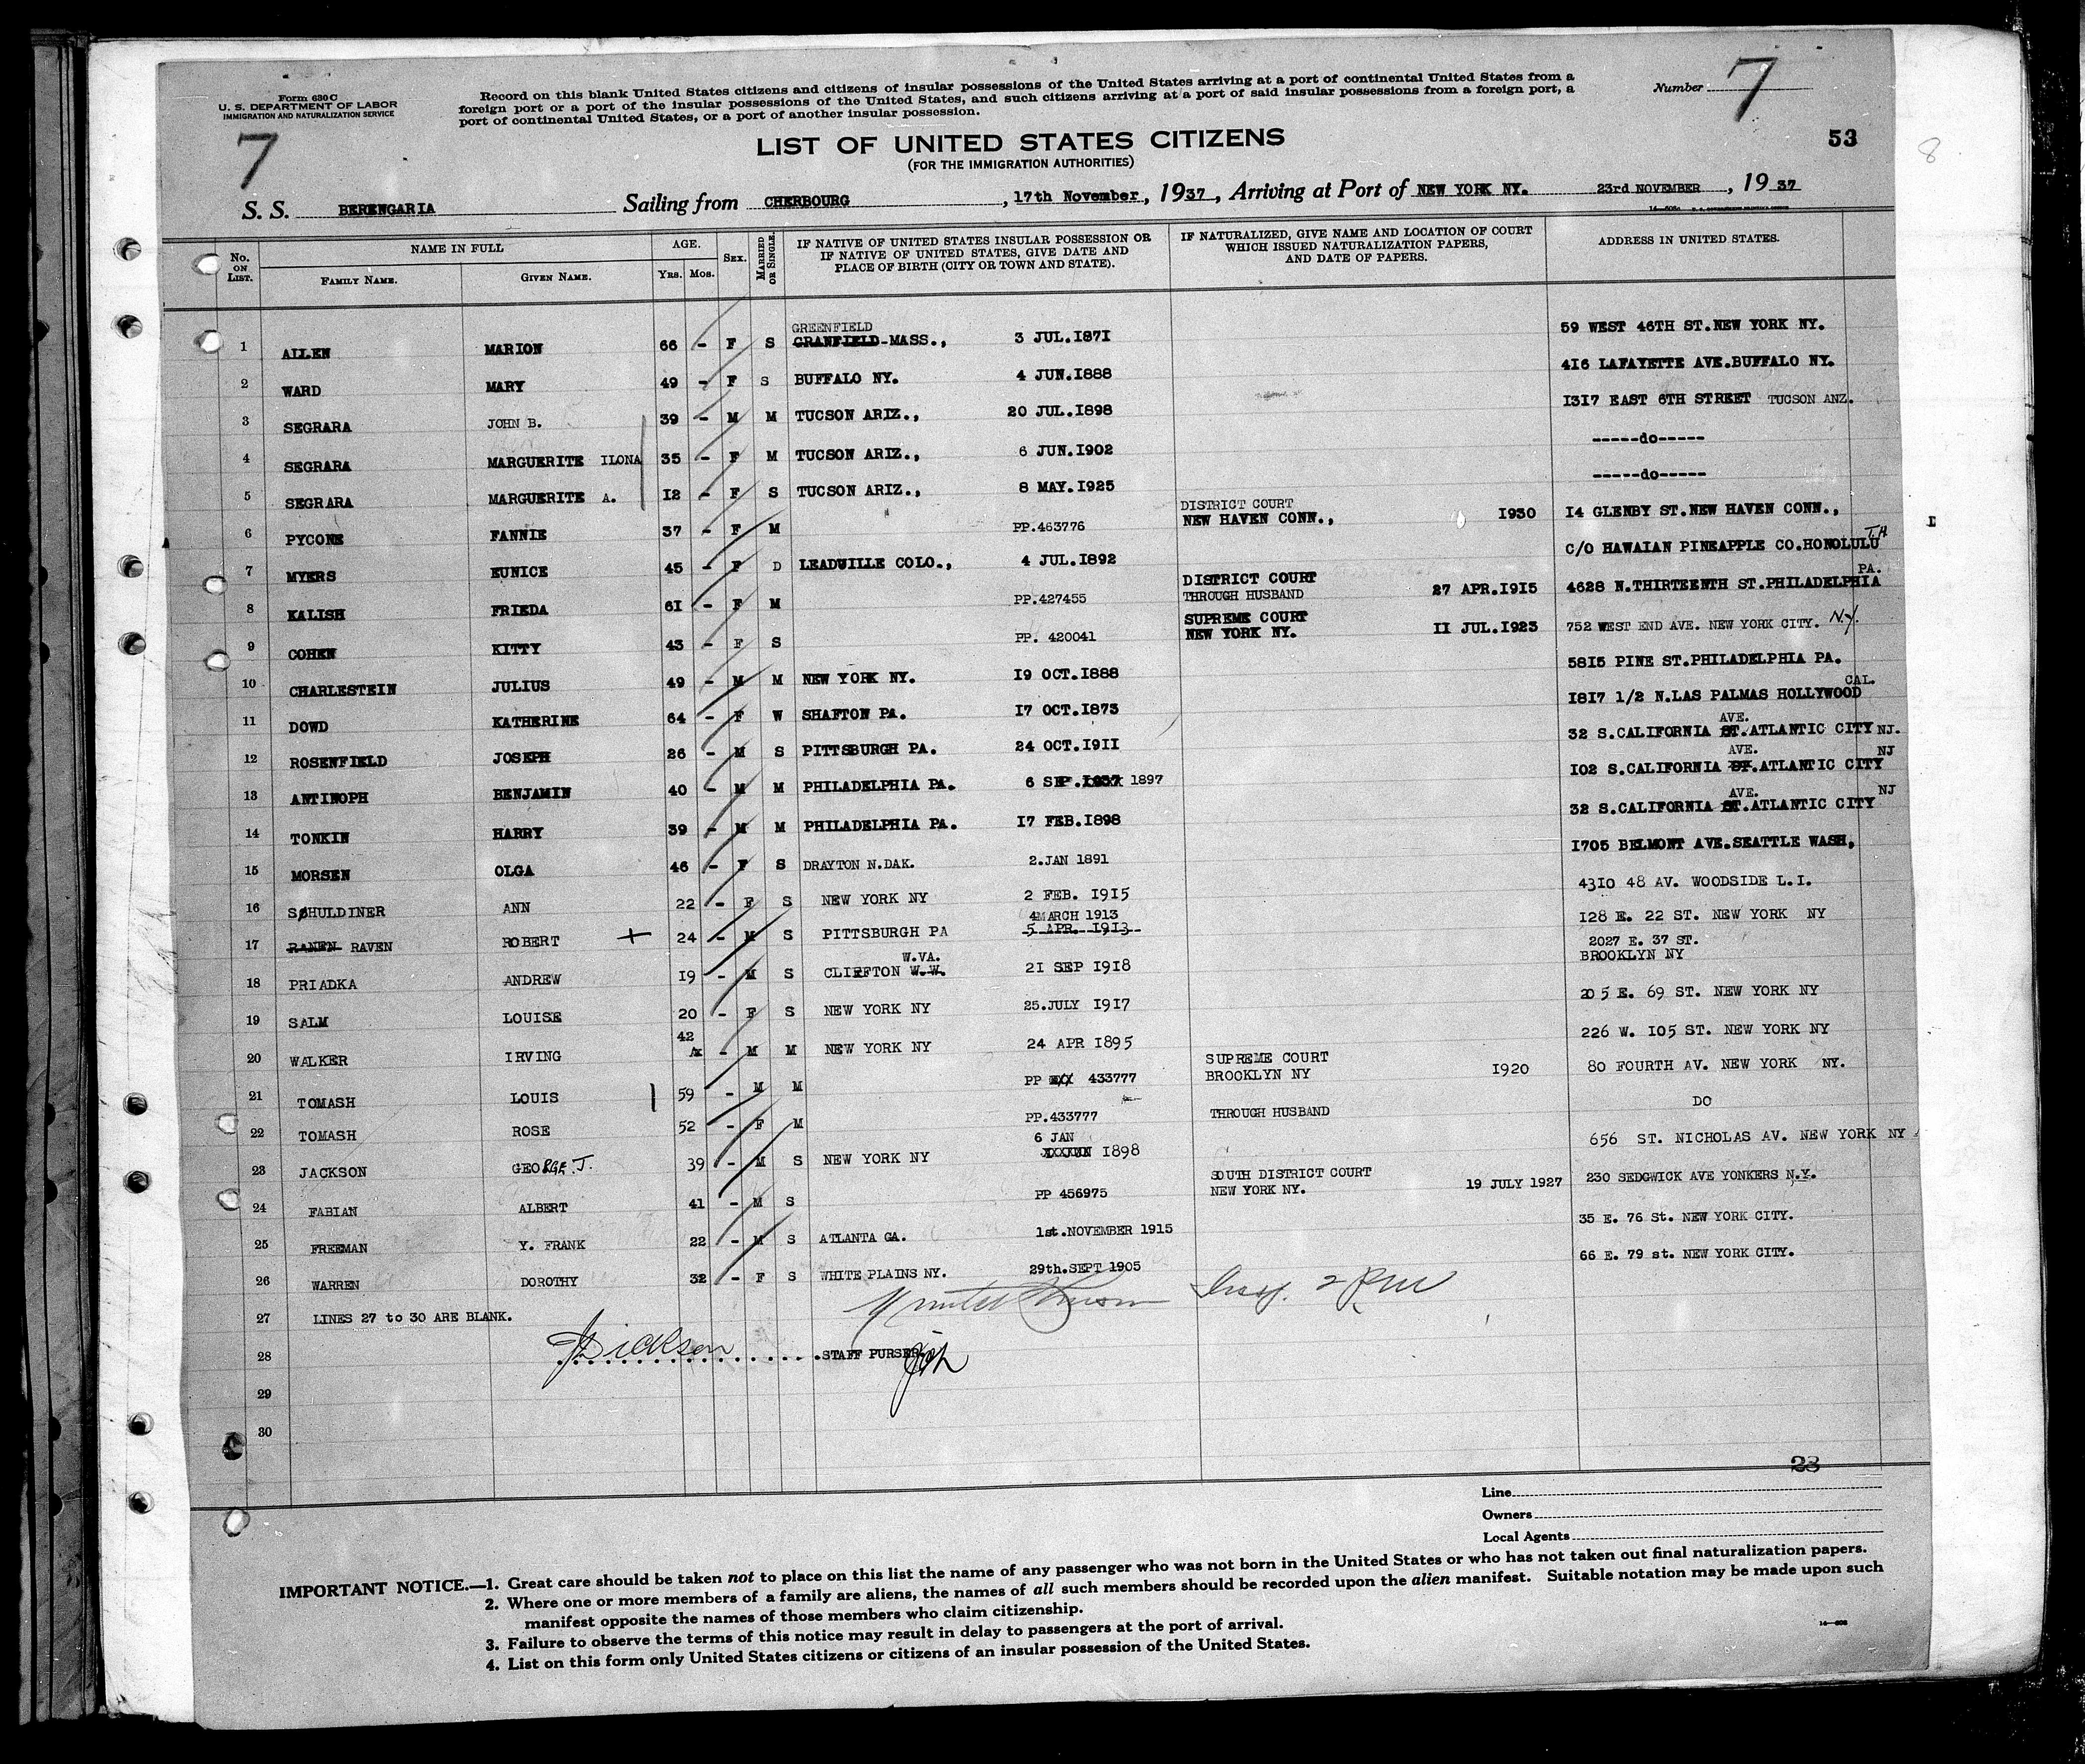 Form 630 C
U. S. DEPARTMENT OF LABOR
IMMIGRATION AND NATURALIZATION SERVICE
7
Record on this blank United States citizens and citizens of insular possessions of the United States arriving at a port of continental United States from a
foreign port or a port of the insular possessions of the United States, and such citizens arriving at a port of said insular possessions from a foreign port, a
port of continental United States, or a port of another insular possession.
Number 7
LIST OF UNITED STATES CITIZENS
(FOR THE IMMIGRATION AUTHORITIES)
53
8
S. S. BERENGARIA Sailing from CHERBOURG, 17th November, 1937, Arriving at Port of NEW YORK NY. 23rd NOVEMBER, 19 37
No. ON LIST. NAME IN FULL FAMILY NAME. GIVEN NAME. AGE. YRS. MOS. SEX. MARRIED OR SINGLE. IF NATIVE OF UNITED STATES INSULAR POSSESSION OR IF NATIVE OF UNITED STATES, GIVE DATE AND PLACE OF BIRTH (CITY OR TOWN AND STATE). IF NATURALIZED, GIVE NAME AND LOCATION OF COURT WHICH ISSUED NATURALIZATION PAPERS, AND DATE OF PAPERS. ADDRESS IN UNITED STATES.
1 ALLEN MARION 66 - F S GREENFIELD GRANFIELD-MASS., 3 JUL.1871 59 WEST 46TH ST.NEW YORK NY.
2 WARD MARY 49 - F S BUFFALO NY. 4 JUN.1888 416 LAFAYETTE AVE.BUFFALO NY.
3 SEGRARA JOHN B. 39 - M M TUCSON ARIZ., 20 JUL.1898 1317 EAST 6TH STREET TUCSON ANZ.
4 SEGRARA MARGUERITE ILONA 35 - F M TUCSON ARIZ., 6 JUN.1902 -----do-----
5 SEGRARA MARGUERITE A. 12 - F S TUCSON ARIZ., 8 MAY.1925 -----do-----
6 PYCONE FANNIE 37 - F M PP.463776 DISTRICT COURT NEW HAVEN CONN., 1930 14 GLENBY ST.NEW HAVEN CONN.,
7 MYERS EUNICE 45 - F D LEADVILLE COLO., 4 JUL.1892 C/O HAWAIAN PINEAPPLE CO.HONOLULU T.H
8 KALISH FRIEDA 61 - F M PP.427455 DISTRICT COURT THROUGH HUSBAND 27 APR.1915 4628 N.THIRTEENTH ST.PHILADELPHIA PA.
9 COHEN KITTY 43 - F S PP. 420041 SUPREME COURT NEW YORK NY. 11 JUL.1923 752 WEST END AVE. NEW YORK CITY. N.Y.
10 CHARLESTEIN JULIUS 49 - M M NEW YORK NY. 19 OCT.1888 5815 PINE ST.PHILADELPHIA PA.
11 DOWD KATHERINE 64 - F W SHAFTON PA. 17 OCT.1873 1817 1/2 N.LAS PALMAS HOLLYWOOD CAL.
12 ROSENFIELD JOSEPH 26 - M S PITTSBURGH PA. 24 OCT.1911 32 S.CALIFORNIA ST. AVE. ATLANTIC CITY NJ.
13 ANTINOPH BENJAMIN 40 - M M PHILADELPHIA PA. 6 SEP.1937 1897 102 S.CALIFORNIA ST. AVE. ATLANTIC CITY NJ
14 TONKIN HARRY 39 - M M PHILADELPHIA PA. 17 FEB.1898 32 S.CALIFORNIA ST. AVE. ATLANTIC CITY NJ
15 MORSEN OLGA 46 - F S DRAYTON N.DAK. 2.JAN 1891 1705 BELMONT AVE.SEATTLE WASH,
16 SCHULDINER ANN 22 - F S NEW YORK NY 2 FEB. 1915 4310 48 AV. WOODSIDE L.I.
17 RANEN RAVEN ROBERT + 24 - M S PITTSBURGH PA 4MARCH 1913 5 APR. 1913 128 E. 22 ST. NEW YORK NY
18 PRIADKA ANDREW 19 - M S CLIFFTON W.W. W.VA. 21 SEP 1918 2027 E. 37 ST. BROOKLYN NY
19 SALM LOUISE 20 - F S NEW YORK NY 25.JULY 1917 205 E. 69 ST. NEW YORK NY
20 WALKER IRVING 42 - M M NEW YORK NY 24 APR 1895 226 W. 105 ST. NEW YORK NY
21 TOMASH LOUIS 59 - M M PP 433777 SUPREME COURT BROOKLYN NY 1920 80 FOURTH AV. NEW YORK NY.
22 TOMASH ROSE 52 - F M PP.433777 THROUGH HUSBAND DO
23 JACKSON GEORGE J. 39 - M S NEW YORK NY 6 JAN 1898 656 ST. NICHOLAS AV. NEW YORK NY
24 FABIAN ALBERT 41 - M S PP 456975 SOUTH DISTRICT COURT NEW YORK NY. 19 JULY 1927 230 SEDGWICK AVE YONKERS N.Y.
25 FREEMAN Y. FRANK 22 - M S ATLANTA GA. 1st.NOVEMBER 1915 35 E. 76 St. NEW YORK CITY.
26 WARREN DOROTHY 32 - F S WHITE PLAINS NY. 29th.SEPT 1905 66 E. 79 st. NEW YORK CITY.
27 LINES 27 to 30 ARE BLANK.
28 Dickson STAFF PURSER.
29
30
23
Line
Owners
Local Agents
IMPORTANT NOTICE.—1. Great care should be taken not to place on this list the name of any passenger who was not born in the United States or who has not taken out final naturalization papers.
2. Where one or more members of a family are aliens, the names of all such members should be recorded upon the alien manifest. Suitable notation may be made upon such
manifest opposite the names of those members who claim citizenship.
3. Failure to observe the terms of this notice may result in delay to passengers at the port of arrival.
4. List on this form only United States citizens or citizens of an insular possession of the United States.